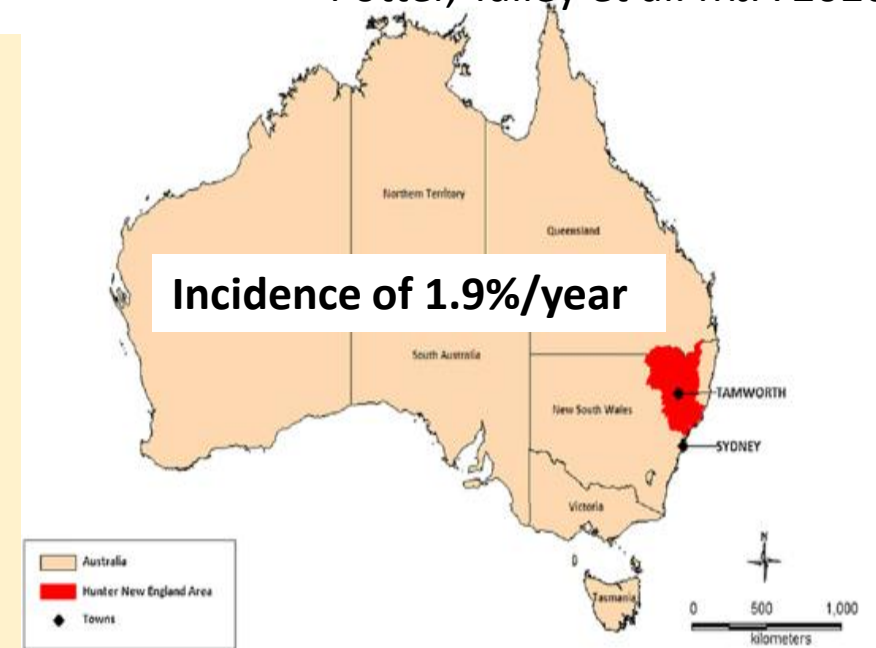 Northern Territory
Queensland
Incidence of 1.9%/year
South Australia
New South Wales
TAMWORTH
SYDNEY
Victoria
Tasmania
Australia
Hunter New England Area
Towns
N
0 500 1,000
kilometers